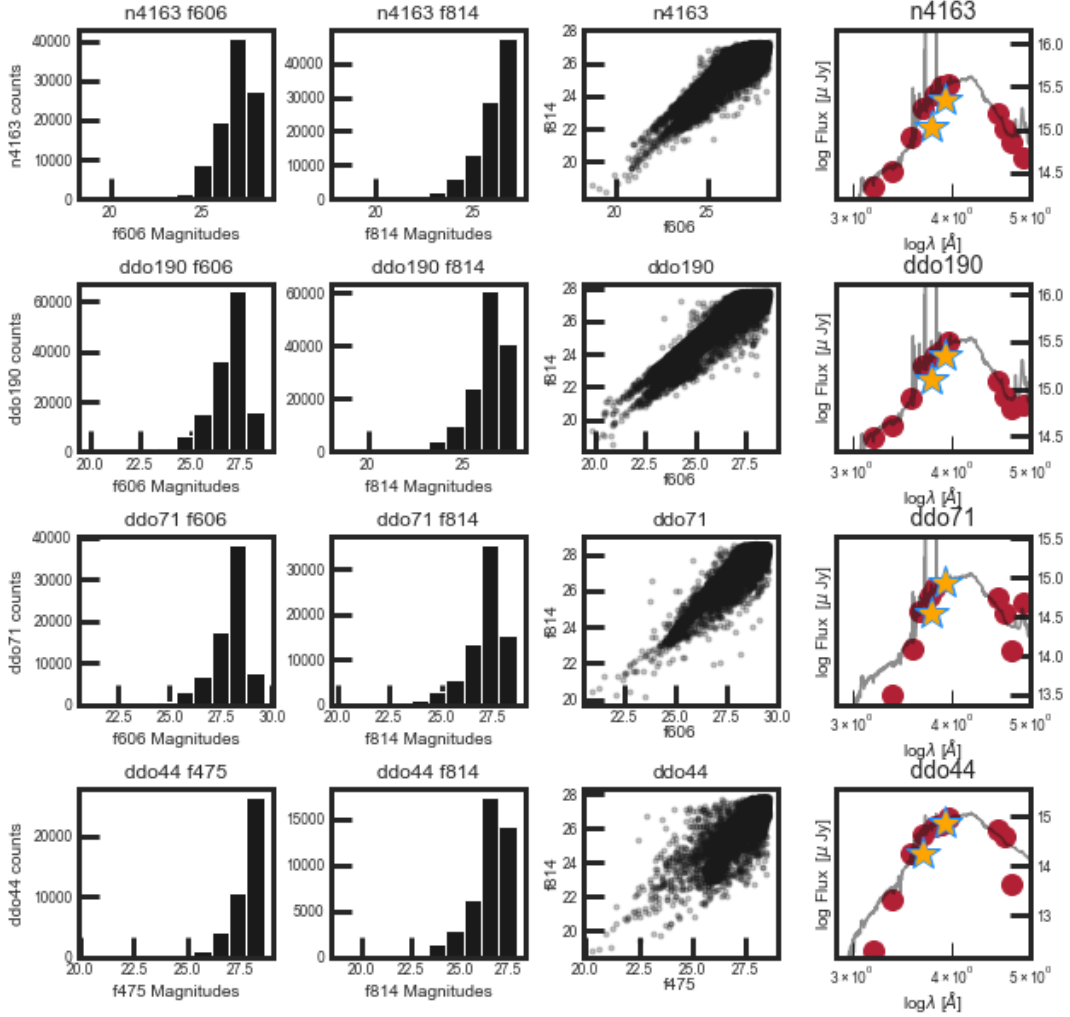 n4163 f606
n4163 f814
n4163
n4163
n4163 counts
40000
30000
20000
10000
0
20
25
f606 Magnitudes
40000
30000
20000
10000
0
20
25
f814 Magnitudes
f814
28
26
24
22
20
20
25
f606
log Flux [μ Jy]
16.0
15.5
15.0
14.5
3 × 10⁰
4 × 10⁰
5 × 10⁰
logλ [Å]
ddo190 f606
ddo190 f814
ddo190
ddo190
ddo190 counts
60000
40000
20000
0
20.0
22.5
25.0
27.5
f606 Magnitudes
60000
50000
40000
30000
20000
10000
0
20
25
f814 Magnitudes
f814
28
26
24
22
20
20.0
22.5
25.0
27.5
f606
log Flux [μ Jy]
16.0
15.5
15.0
14.5
3 × 10⁰
4 × 10⁰
5 × 10⁰
logλ [Å]
ddo71 f606
ddo71 f814
ddo71
ddo71
ddo71 counts
40000
30000
20000
10000
0
22.5
25.0
27.5
30.0
f606 Magnitudes
30000
20000
10000
0
20.0
22.5
25.0
27.5
f814 Magnitudes
f814
28
26
24
22
20
22.5
25.0
27.5
30.0
f606
log Flux [μ Jy]
15.5
15.0
14.5
14.0
13.5
3 × 10⁰
4 × 10⁰
5 × 10⁰
logλ [Å]
ddo44 f475
ddo44 f814
ddo44
ddo44
ddo44 counts
20000
10000
0
20.0
22.5
25.0
27.5
f475 Magnitudes
15000
10000
5000
0
20.0
22.5
25.0
27.5
f814 Magnitudes
f814
28
26
24
22
20
20.0
22.5
25.0
27.5
f475
log Flux [μ Jy]
15
14
13
3 × 10⁰
4 × 10⁰
5 × 10⁰
logλ [Å]